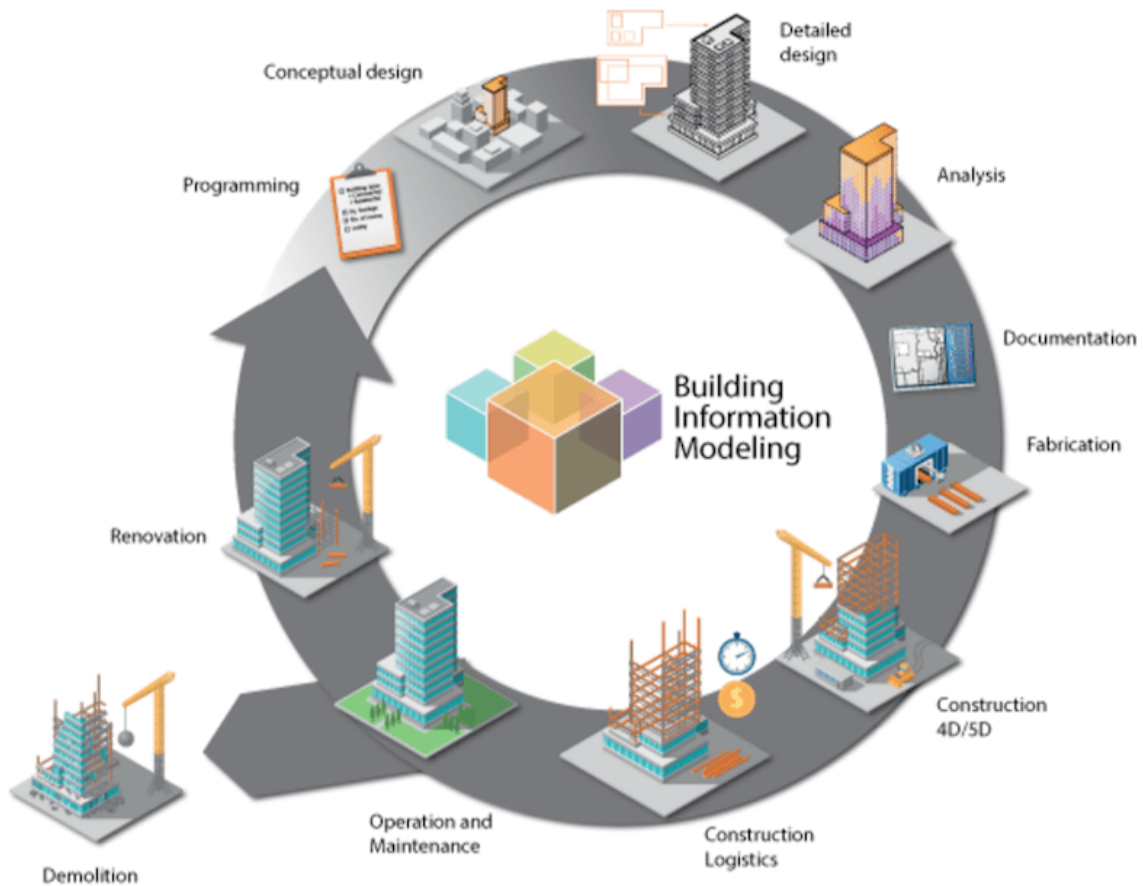 Conceptual design
Detailed
design
Programming
Analysis
Documentation
Building
Information
Modeling
Fabrication
Renovation
Construction
4D/5D
$
Operation and
Maintenance
Construction
Logistics
Demolition